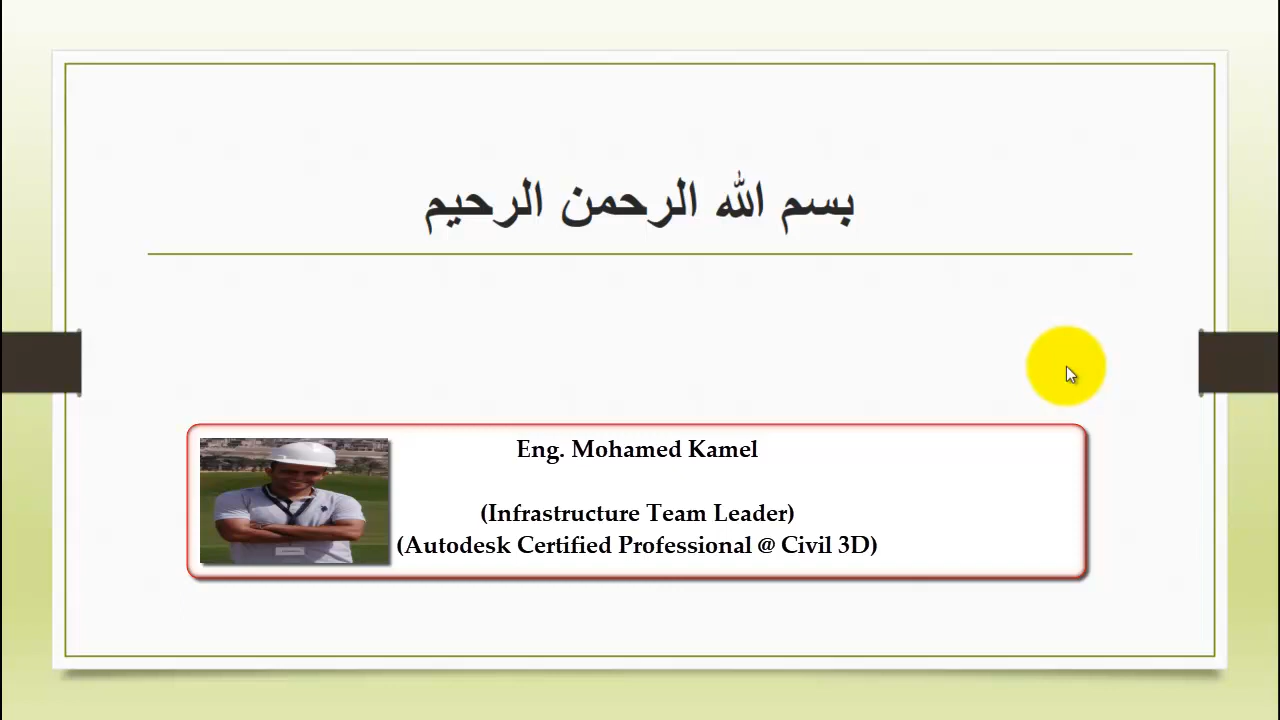 بسم الله الرحمن الرحيم
Eng. Mohamed Kamel
(Infrastructure Team Leader)
(Autodesk Certified Professional @ Civil 3D)